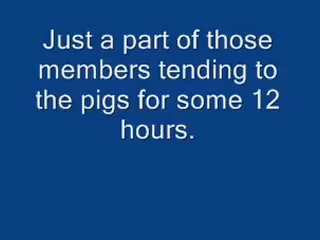 Just a part of those
members tending to
the pigs for some 12
hours.